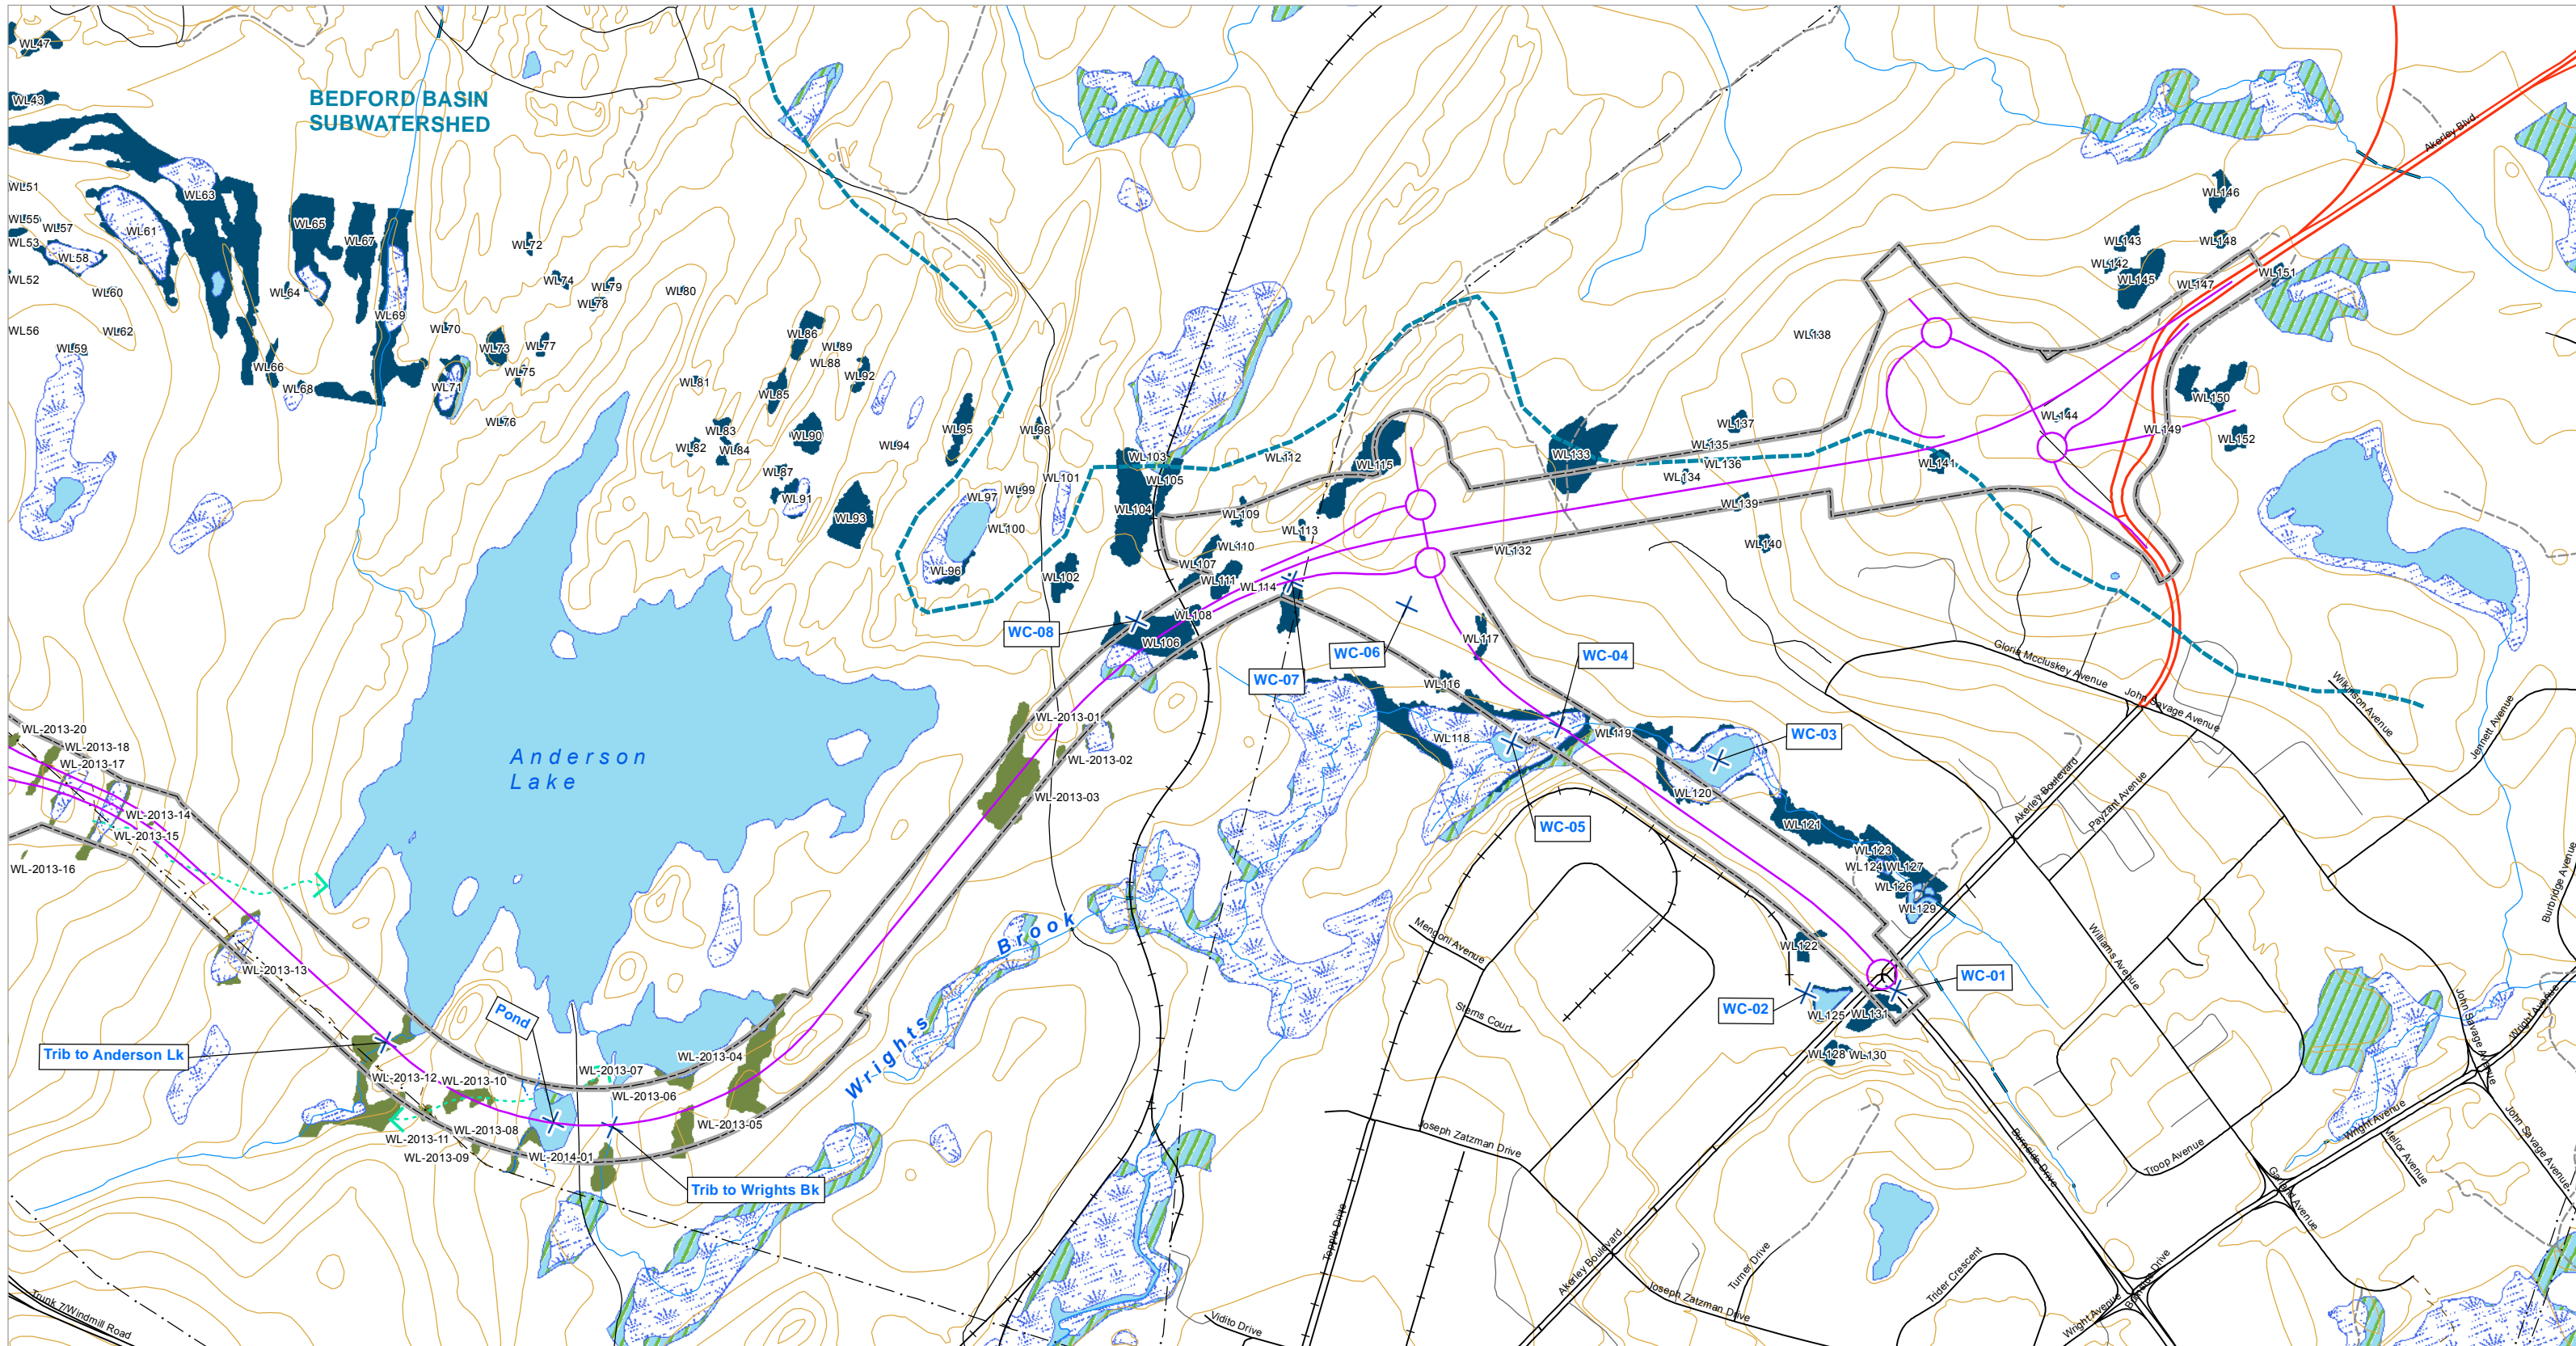 WL47
WL43
BEDFORD BASIN
SUBWATERSHED
Akerley Blvd
WL51
WL63
WL146
WL55
WL57
WL61
WL65
WL67
WL53
WL58
WL72
WL143
WL148
WL142
WL52
WL60
WL64
WL74
WL79
WL78
WL80
WL145
WL147
WL151
WL56
WL62
WL69
WL70
WL86
WL138
WL59
WL73
WL77
WL89
WL88
WL66
WL68
WL71
WL75
WL81
WL85
WL92
WL150
WL76
WL83
WL90
WL95
WL98
WL137
WL144
WL149
WL82
WL84
WL94
WL103
WL112
WL115
WL133
WL135
WL136
WL152
WL87
WL91
WL97
WL99
WL101
WL105
WL134
WL141
WL93
WL100
WL104
WL109
WL113
WL139
WL96
WL102
WL110
WL107
WL111
WL114
WL132
WL140
WC-08
WL108
WL106
WL117
WC-06
WC-04
WC-07
WL116
Gloria Mccluskey Avenue
John Savage Avenue
Wilkinson Avenue
Jennett Avenue
WL-2013-20
WL-2013-18
WL-2013-17
WL-2013-01
WL-2013-02
WL118
WL119
WC-03
Anderson
Lake
WL-2013-03
WL120
WC-05
WL121
Akerley Boulevard
Payzant Avenue
WL-2013-14
WL-2013-15
WL-2013-16
WL123
WL124
WL127
WL126
WL129
Burbridge Avenue
WL-2013-13
Wrights Brook
Mengoni Avenue
WL122
Williams Avenue
WC-01
WC-02
WL125
WL131
Sterns Court
Pond
John Savage Avenue
Wright Avenue
Trib to Anderson Lk
WL-2013-04
WL128
WL130
WL-2013-12
WL-2013-10
WL-2013-07
WL-2013-06
WL-2013-05
WL-2013-11
WL-2013-08
WL-2013-09
WL-2014-01
Joseph Zatzman Drive
Burnside Drive
Troop Avenue
Wright Avenue
Mellor Avenue
John Savage Avenue
Garland Avenue
Trib to Wrights Bk
Topple Drive
Akerley Boulevard
Turner Drive
Trider Crescent
Joseph Zatzman Drive
Burnside Drive
Wright Avenue
Vidito Drive
Trunk 7/Windmill Road